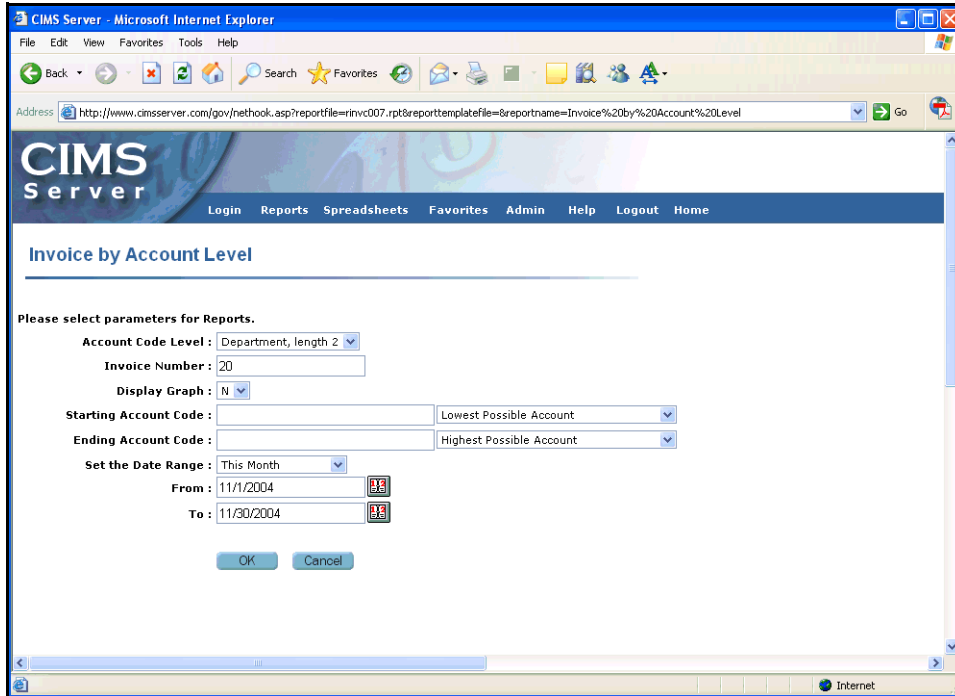 CIMS Server - Microsoft Internet Explorer
File Edit View Favorites Tools Help
Back Search Favorites
Address http://www.cimsserver.com/gov/nethook.asp?reportfile=rinvc007.rpt&reporttemplatefile=&reportname=Invoice%20by%20Account%20Level Go
CIMS
Server
Login Reports Spreadsheets Favorites Admin Help Logout Home
Invoice by Account Level
Please select parameters for Reports.
Account Code Level : Department, length 2
Invoice Number : 20
Display Graph : N
Starting Account Code : Lowest Possible Account
Ending Account Code : Highest Possible Account
Set the Date Range : This Month
From : 11/1/2004
To : 11/30/2004
OK Cancel
Internet